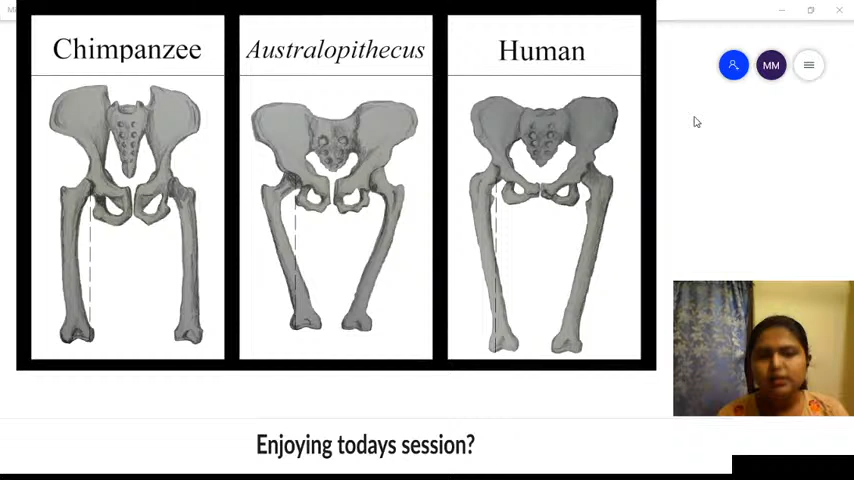 Chimpanzee
Australopithecus
Human
MM
Enjoying todays session?